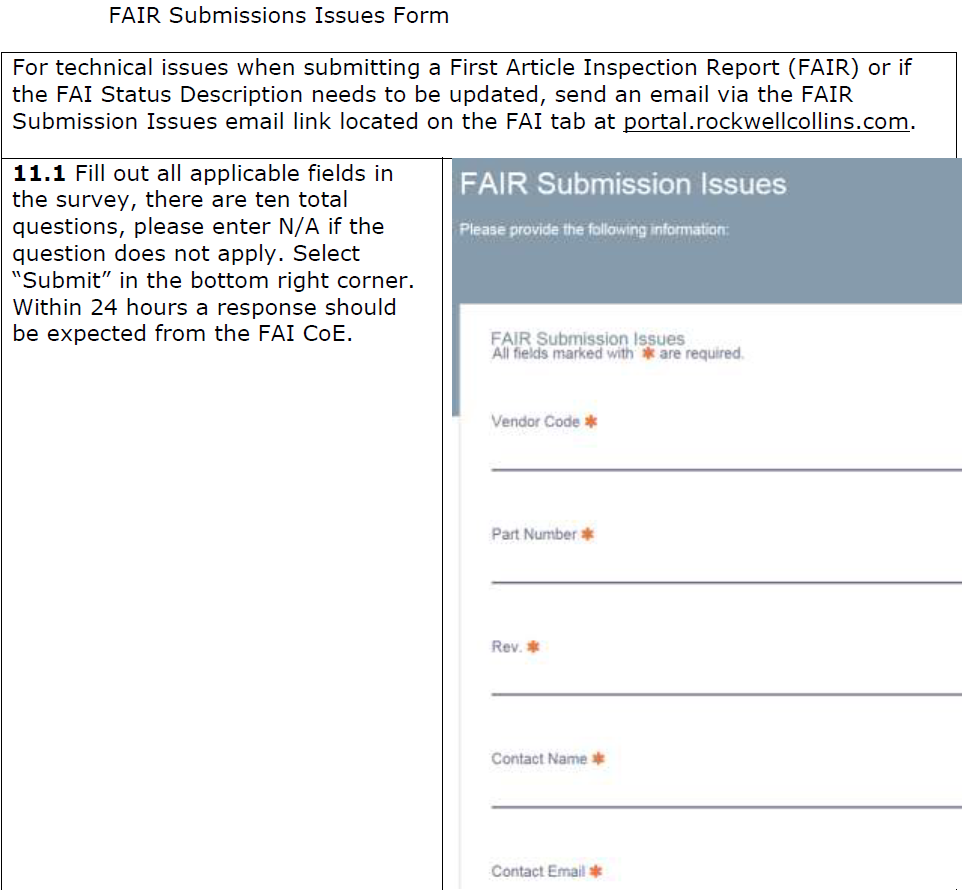 FAIR Submissions Issues Form
For technical issues when submitting a First Article Inspection Report (FAIR) or if
the FAI Status Description needs to be updated, send an email via the FAIR
Submission Issues email link located on the FAI tab at portal.rockwellcollins.com.
11.1 Fill out all applicable fields in
the survey, there are ten total
questions, please enter N/A if the
question does not apply. Select
“Submit” in the bottom right corner.
Within 24 hours a response should
be expected from the FAI CoE.
FAIR Submission Issues
Please provide the following information:
FAIR Submission Issues
All fields marked with ✱ are required.
Vendor Code ✱
Part Number ✱
Rev. ✱
Contact Name ✱
Contact Email ✱